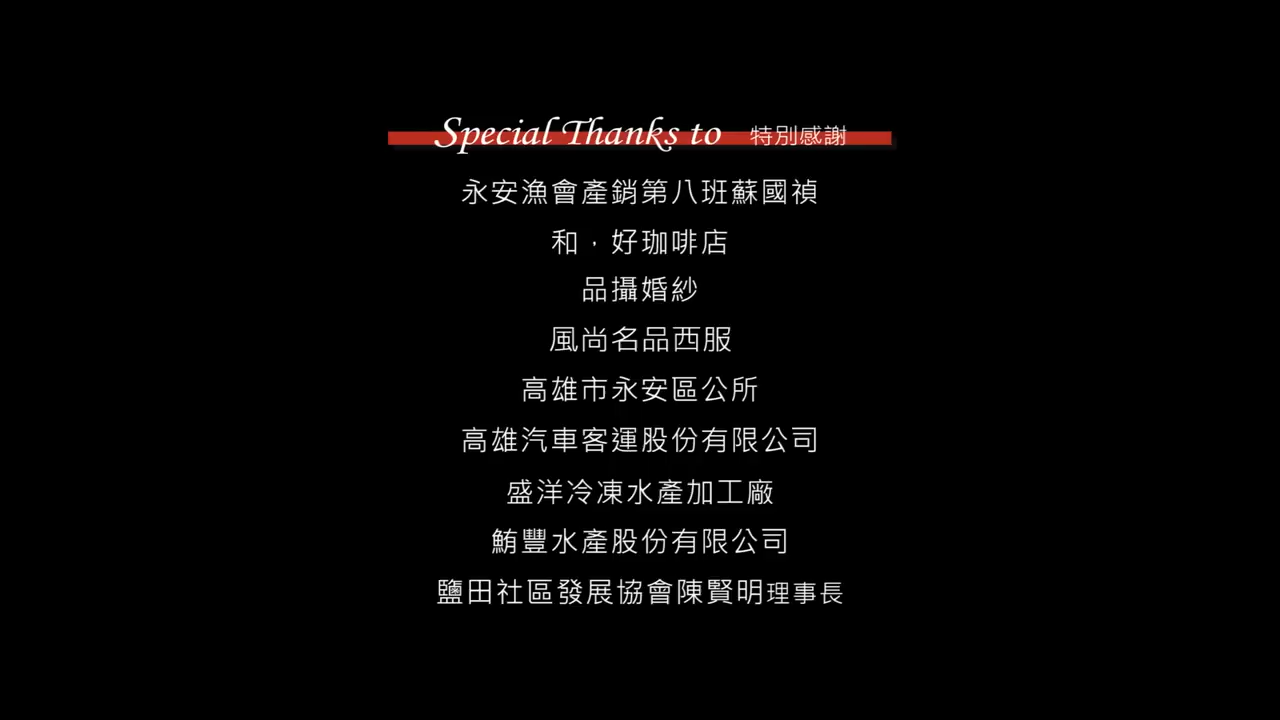 Special Thanks to 特別感謝
永安漁會產銷第八班蘇國禎
和，好珈啡店
品攝婚紗
風尚名品西服
高雄市永安區公所
高雄汽車客運股份有限公司
盛洋冷凍水產加工廠
鮪豐水產股份有限公司
鹽田社區發展協會陳賢明理事長